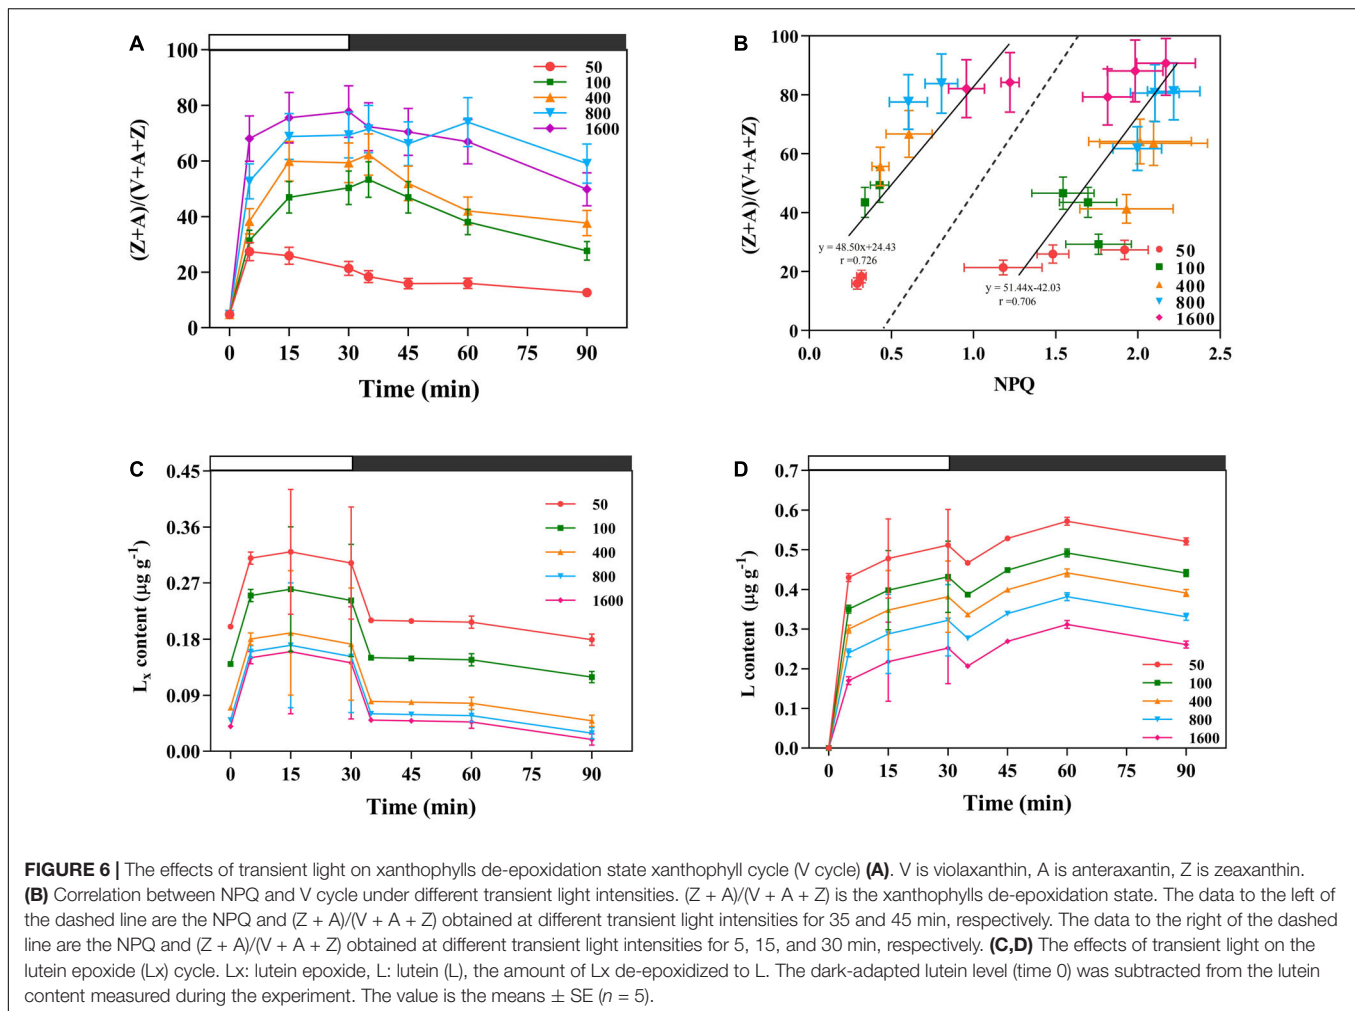 A
100
80
60
40
20
0
(Z+A)/(V+A+Z)
50
100
400
800
1600
0 15 30 45 60 75 90
Time (min)
B
100
80
60
40
20
0
(Z+A)/(V+A+Z)
y = 48.50x+24.43
r =0.726
y = 51.44x-42.03
r =0.706
50
100
400
800
1600
0.0 0.5 1.0 1.5 2.0 2.5
NPQ
C
0.45
0.36
0.27
0.18
0.09
0.00
Lx content (µg g-1)
50
100
400
800
1600
0 15 30 45 60 75 90
Time (min)
D
0.7
0.6
0.5
0.4
0.3
0.2
0.1
0.0
L content (µg g-1)
50
100
400
800
1600
0 15 30 45 60 75 90
Time (min)
FIGURE 6 | The effects of transient light on xanthophylls de-epoxidation state xanthophyll cycle (V cycle) (A). V is violaxanthin, A is anteraxantin, Z is zeaxanthin.
(B) Correlation between NPQ and V cycle under different transient light intensities. (Z + A)/(V + A + Z) is the xanthophylls de-epoxidation state. The data to the left of
the dashed line are the NPQ and (Z + A)/(V + A + Z) obtained at different transient light intensities for 35 and 45 min, respectively. The data to the right of the dashed
line are the NPQ and (Z + A)/(V + A + Z) obtained at different transient light intensities for 5, 15, and 30 min, respectively. (C,D) The effects of transient light on the
lutein epoxide (Lx) cycle. Lx: lutein epoxide, L: lutein (L), the amount of Lx de-epoxidized to L. The dark-adapted lutein level (time 0) was subtracted from the lutein
content measured during the experiment. The value is the means ± SE (n = 5).